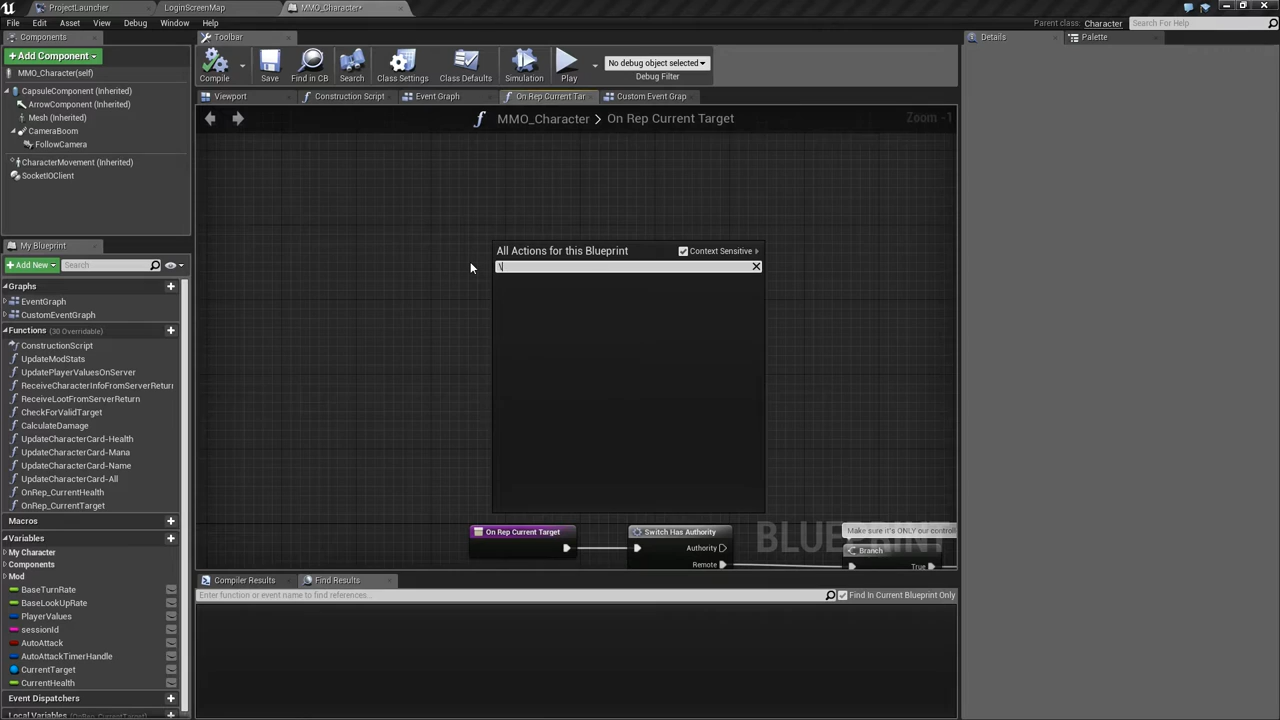 ProjectLauncher
LoginScreenMap
MMO_Character*
File Edit Asset View Debug Window Help
Parent class: Character
Search For Help
Components
Toolbar
Details
Palette
+Add Component
Compile
Save
Find in CB
Search
Class Settings
Class Defaults
Simulation
Play
No debug object selected
Debug Filter
MMO_Character(self)
CapsuleComponent (Inherited)
ArrowComponent (Inherited)
Mesh (Inherited)
CameraBoom
FollowCamera
CharacterMovement (Inherited)
SocketIOClient
Viewport
Construction Script
Event Graph
On Rep Current Tar
Custom Event Grap
MMO_Character > On Rep Current Target
Zoom -1
My Blueprint
+Add New
Search
Graphs
EventGraph
CustomEventGraph
Functions (30 Overridable)
ConstructionScript
UpdateModStats
UpdatePlayerValuesOnServer
ReceiveCharacterInfoFromServerReturn
ReceiveLootFromServerReturn
CheckForValidTarget
CalculateDamage
UpdateCharacterCard-Health
UpdateCharacterCard-Mana
UpdateCharacterCard-Name
UpdateCharacterCard-All
OnRep_CurrentHealth
OnRep_CurrentTarget
Macros
Variables
My Character
Components
Mod
BaseTurnRate
BaseLookUpRate
PlayerValues
sessionId
AutoAttack
AutoAttackTimerHandle
CurrentTarget
CurrentHealth
Event Dispatchers
Local Variables (OnRep_CurrentTarget)
All Actions for this Blueprint
Context Sensitive
\
On Rep Current Target
Switch Has Authority
Authority
Remote
Make sure it's ONLY our controll
Branch
True
BLUEPRINT
Compiler Results
Find Results
Enter function or event name to find references...
Find In Current Blueprint Only